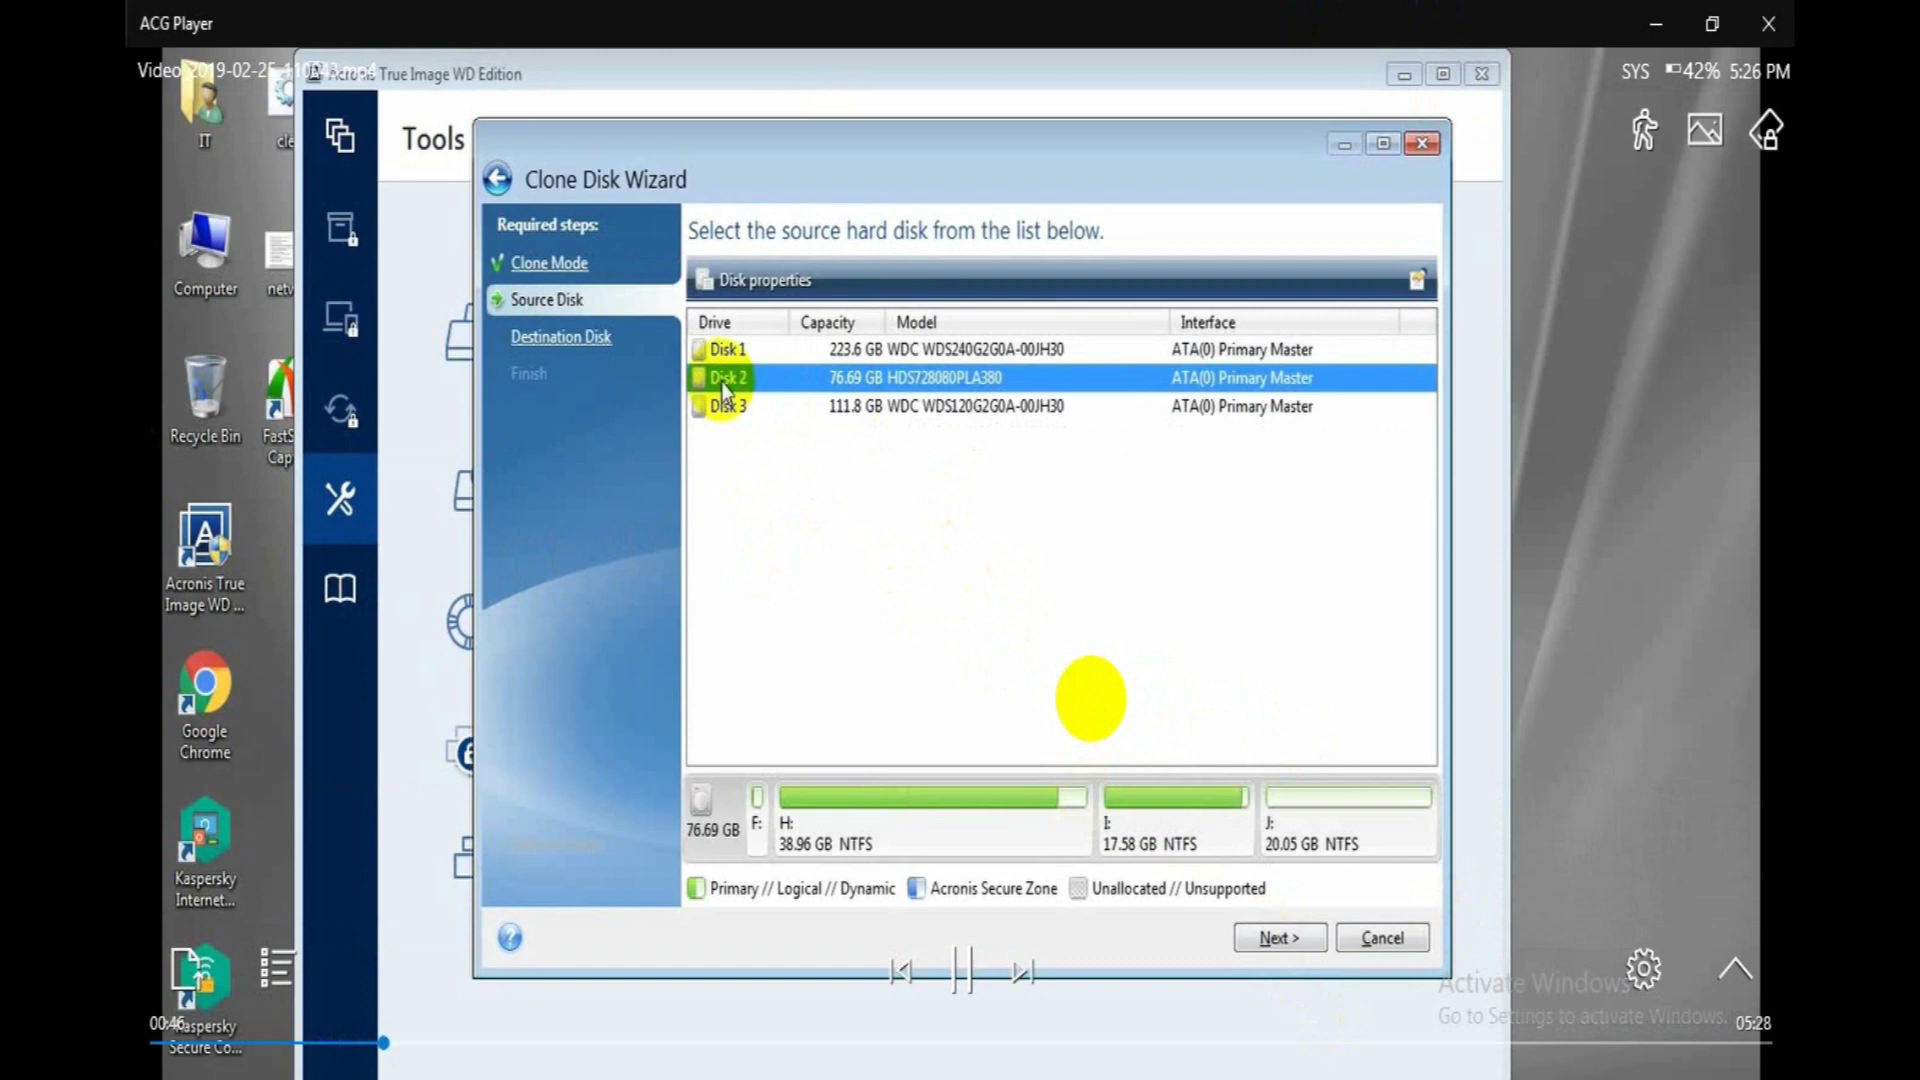 ACG Player
Video 2019-02-25
Acronis True Image WD Edition
SYS 42% 5:26 PM
IT
cle
Tools
Clone Disk Wizard
Required steps:
Clone Mode
Source Disk
Destination Disk
Finish
Select the source hard disk from the list below.
Disk properties
Drive Capacity Model Interface
Disk 1 223.6 GB WDC WDS240G2G0A-00JH30 ATA(0) Primary Master
Disk 2 76.69 GB HDS728080PLA380 ATA(0) Primary Master
Disk 3 111.8 GB WDC WDS120G2G0A-00JH30 ATA(0) Primary Master
Computer
netv
Recycle Bin
FastS
Cap
Acronis True
Image WD ...
Google
Chrome
Kaspersky
Internet...
Kaspersky
Secure Co...
76.69 GB
F:
H:
38.96 GB NTFS
I:
17.58 GB NTFS
J:
20.05 GB NTFS
Primary // Logical // Dynamic
Acronis Secure Zone
Unallocated // Unsupported
Next >
Cancel
Activate Windows
Go to Settings to activate Windows.
00:46
05:28